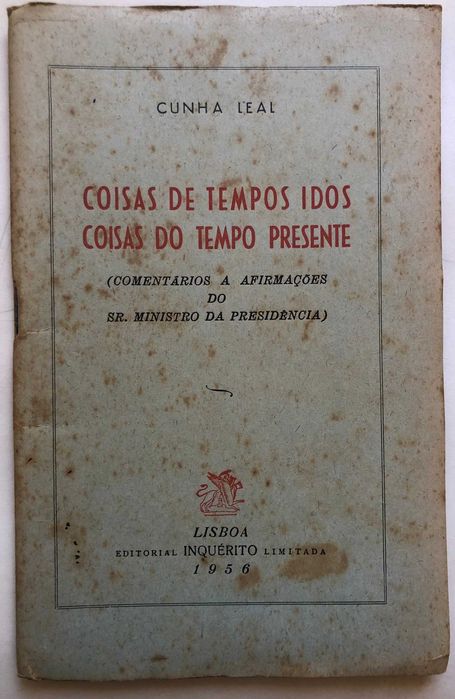 CUNHA LEAL
COISAS DE TEMPOS IDOS
COISAS DO TEMPO PRESENTE
(COMENTÁRIOS A AFIRMAÇÕES
DO
SR. MINISTRO DA PRESIDÊNCIA)
LISBOA
EDITORIAL INQUÉRITO LIMITADA
1956